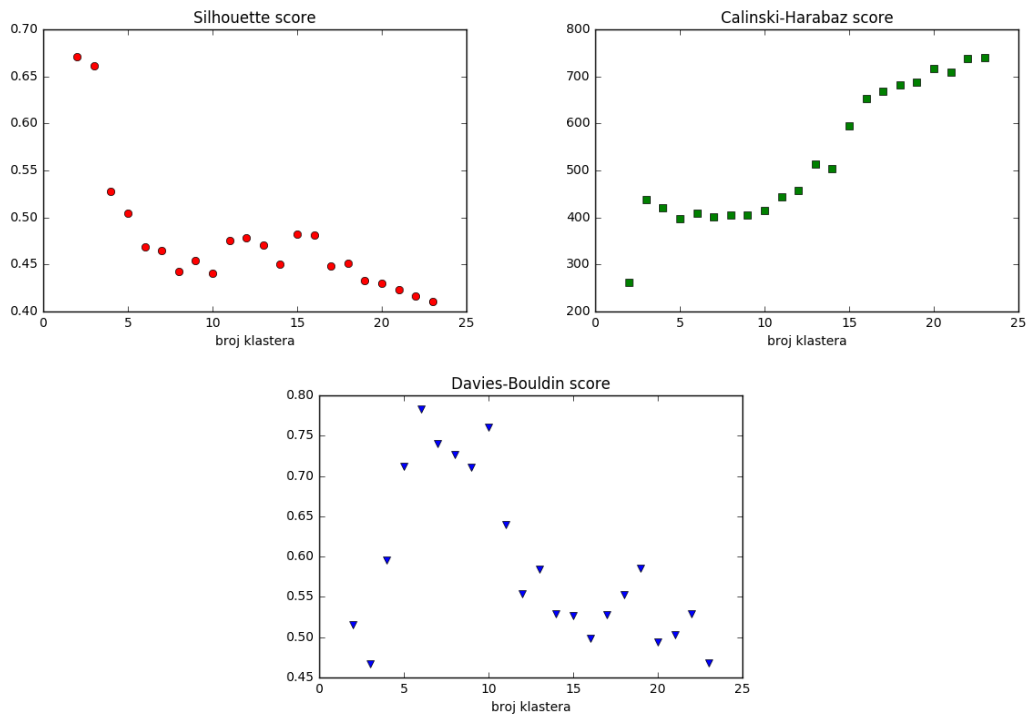 Silhouette score
0.70
0.65
0.60
0.55
0.50
0.45
0.40
0 5 10 15 20 25
broj klastera
Calinski-Harabaz score
800
700
600
500
400
300
200
0 5 10 15 20 25
broj klastera
Davies-Bouldin score
0.80
0.75
0.70
0.65
0.60
0.55
0.50
0.45
0 5 10 15 20 25
broj klastera